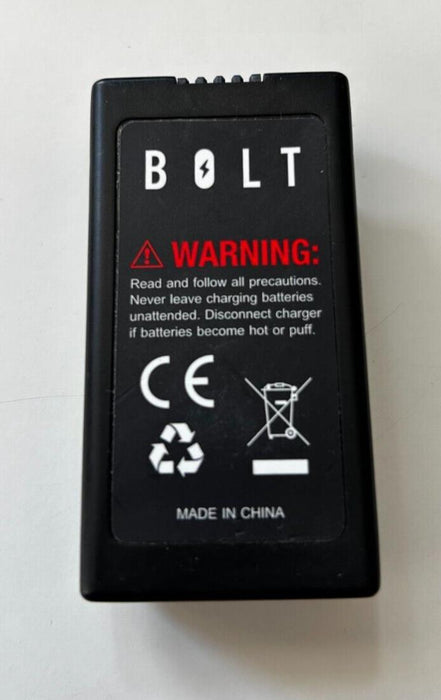 BOLT
WARNING:
Read and follow all precautions.
Never leave charging batteries
unattended. Disconnect charger
if batteries become hot or puff.
CE
MADE IN CHINA